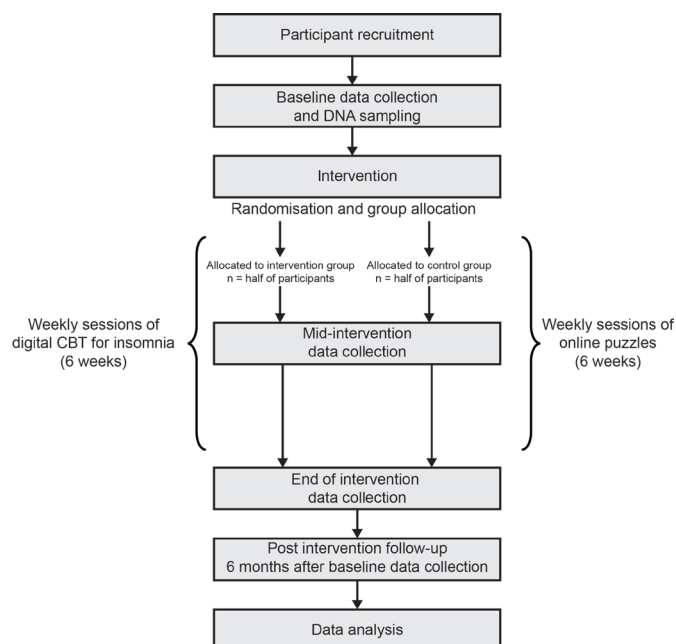 Participant recruitment
Baseline data collection
and DNA sampling
Intervention
Randomisation and group allocation
Allocated to intervention group
n = half of participants
Allocated to control group
n = half of participants
Weekly sessions of
digital CBT for insomnia
(6 weeks)
Mid-intervention
data collection
Weekly sessions of
online puzzles
(6 weeks)
End of intervention
data collection
Post intervention follow-up
6 months after baseline data collection
Data analysis